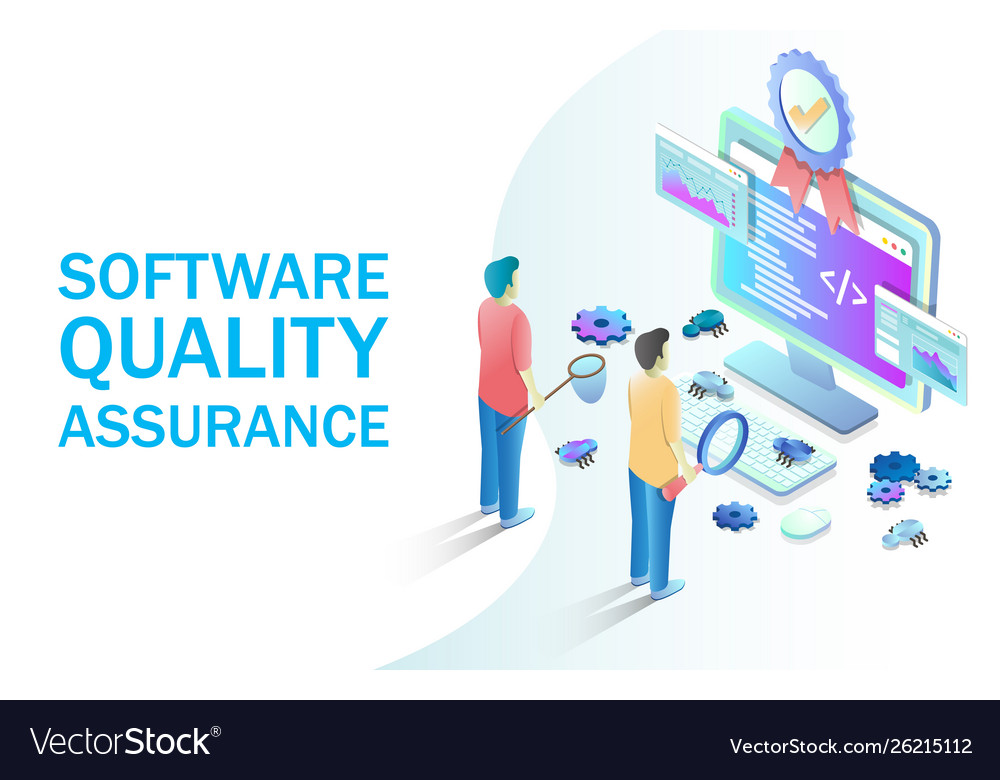 SOFTWARE
QUALITY
ASSURANCE
</>
VectorStock®
VectorStock.com/26215112